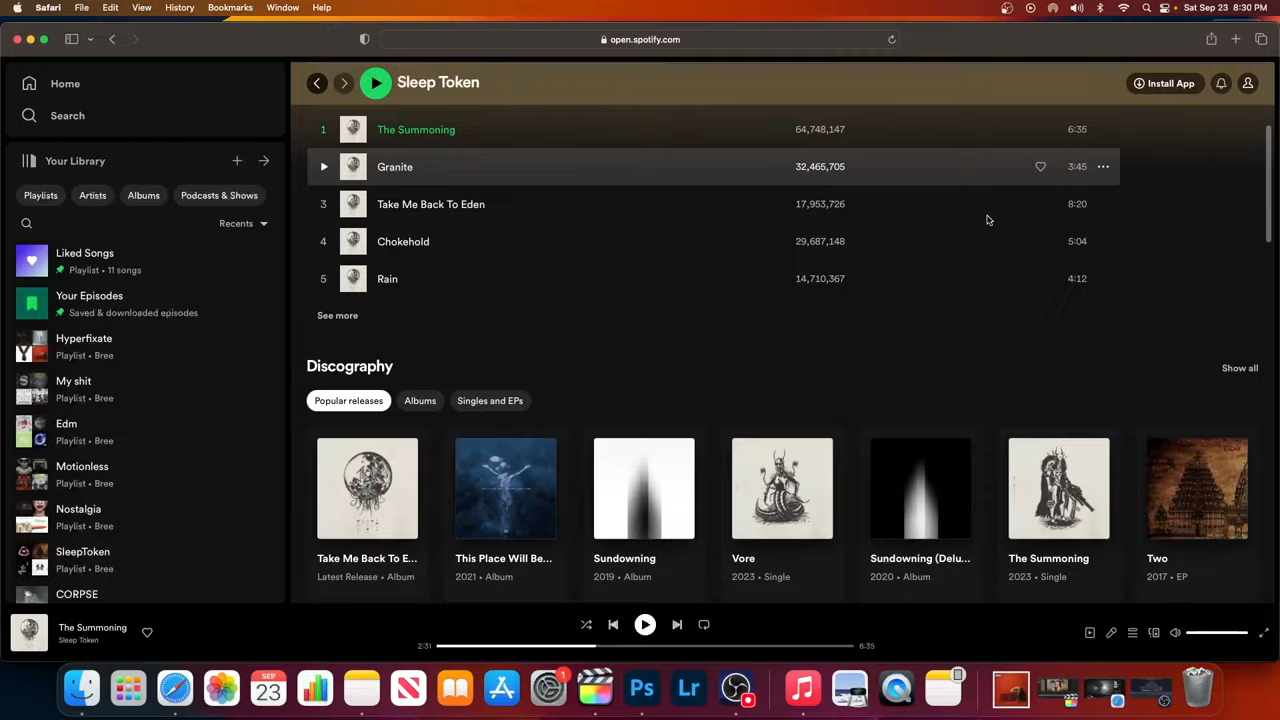 Safari File Edit View History Bookmarks Window Help Sat Sep 23 8:30 PM
open.spotify.com
Home
Search
Your Library
Playlists Artists Albums Podcasts & Shows
Recents
Liked Songs
Playlist • 11 songs
Your Episodes
Saved & downloaded episodes
Hyperfixate
Playlist • Bree
My shit
Playlist • Bree
Edm
Playlist • Bree
Motionless
Playlist • Bree
Nostalgia
Playlist • Bree
SleepToken
Playlist • Bree
CORPSE
Sleep Token
Install App
1 The Summoning 64,748,147 6:35
Granite 32,465,705 3:45
3 Take Me Back To Eden 17,953,726 8:20
4 Chokehold 29,687,148 5:04
5 Rain 14,710,367 4:12
See more
Discography
Show all
Popular releases Albums Singles and EPs
Take Me Back To E... This Place Will Be... Sundowning Vore Sundowning (Delu... The Summoning Two
Latest Release • Album 2021 • Album 2019 • Album 2023 • Single 2020 • Album 2023 • Single 2017 • EP
The Summoning
Sleep Token
2:31 6:35
SEP
23
1
Ps Lr